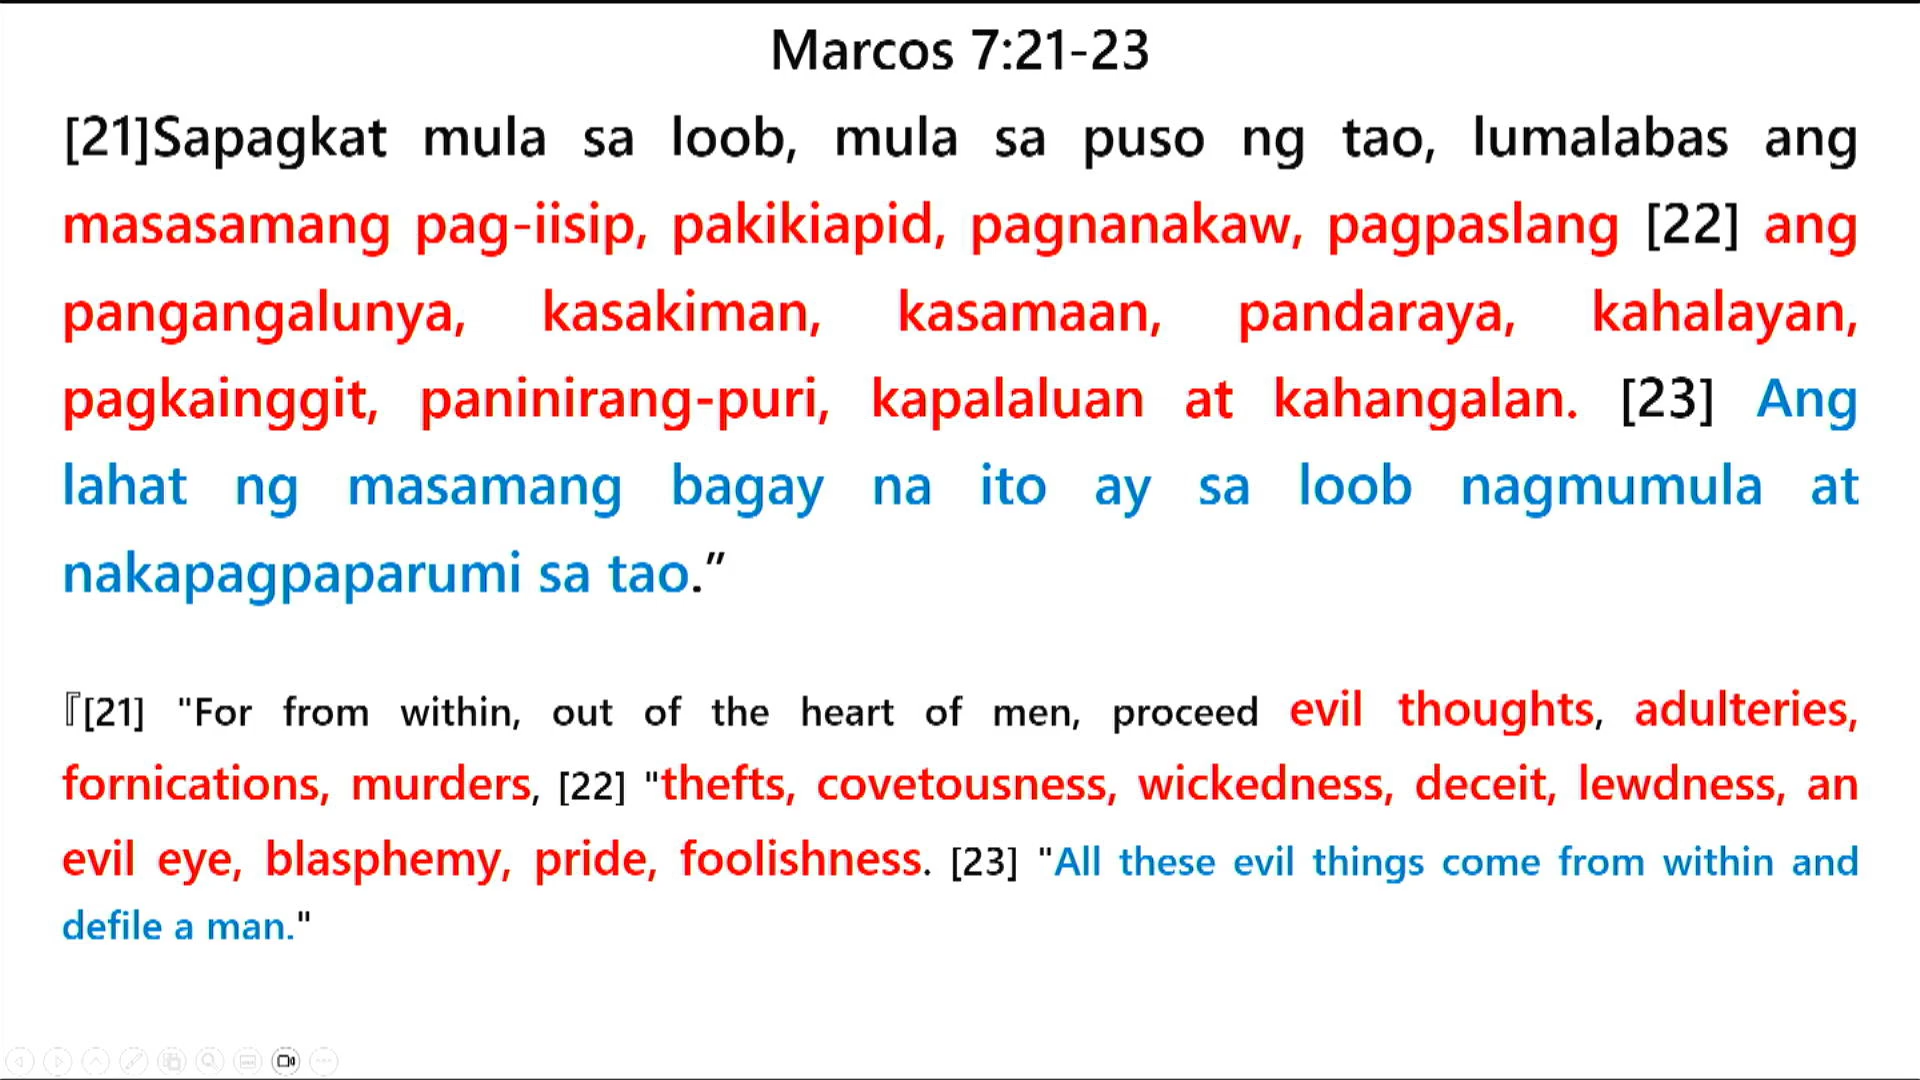 Marcos 7:21-23
[21]Sapagkat mula sa loob, mula sa puso ng tao, lumalabas ang
masasamang pag-iisip, pakikiapid, pagnanakaw, pagpaslang [22] ang
pangangalunya, kasakiman, kasamaan, pandaraya, kahalayan,
pagkainggit, paninirang-puri, kapalaluan at kahangalan. [23] Ang
lahat ng masamang bagay na ito ay sa loob nagmumula at
nakapagpaparumi sa tao.”
『[21] "For from within, out of the heart of men, proceed evil thoughts, adulteries,
fornications, murders, [22] "thefts, covetousness, wickedness, deceit, lewdness, an
evil eye, blasphemy, pride, foolishness. [23] "All these evil things come from within and
defile a man."